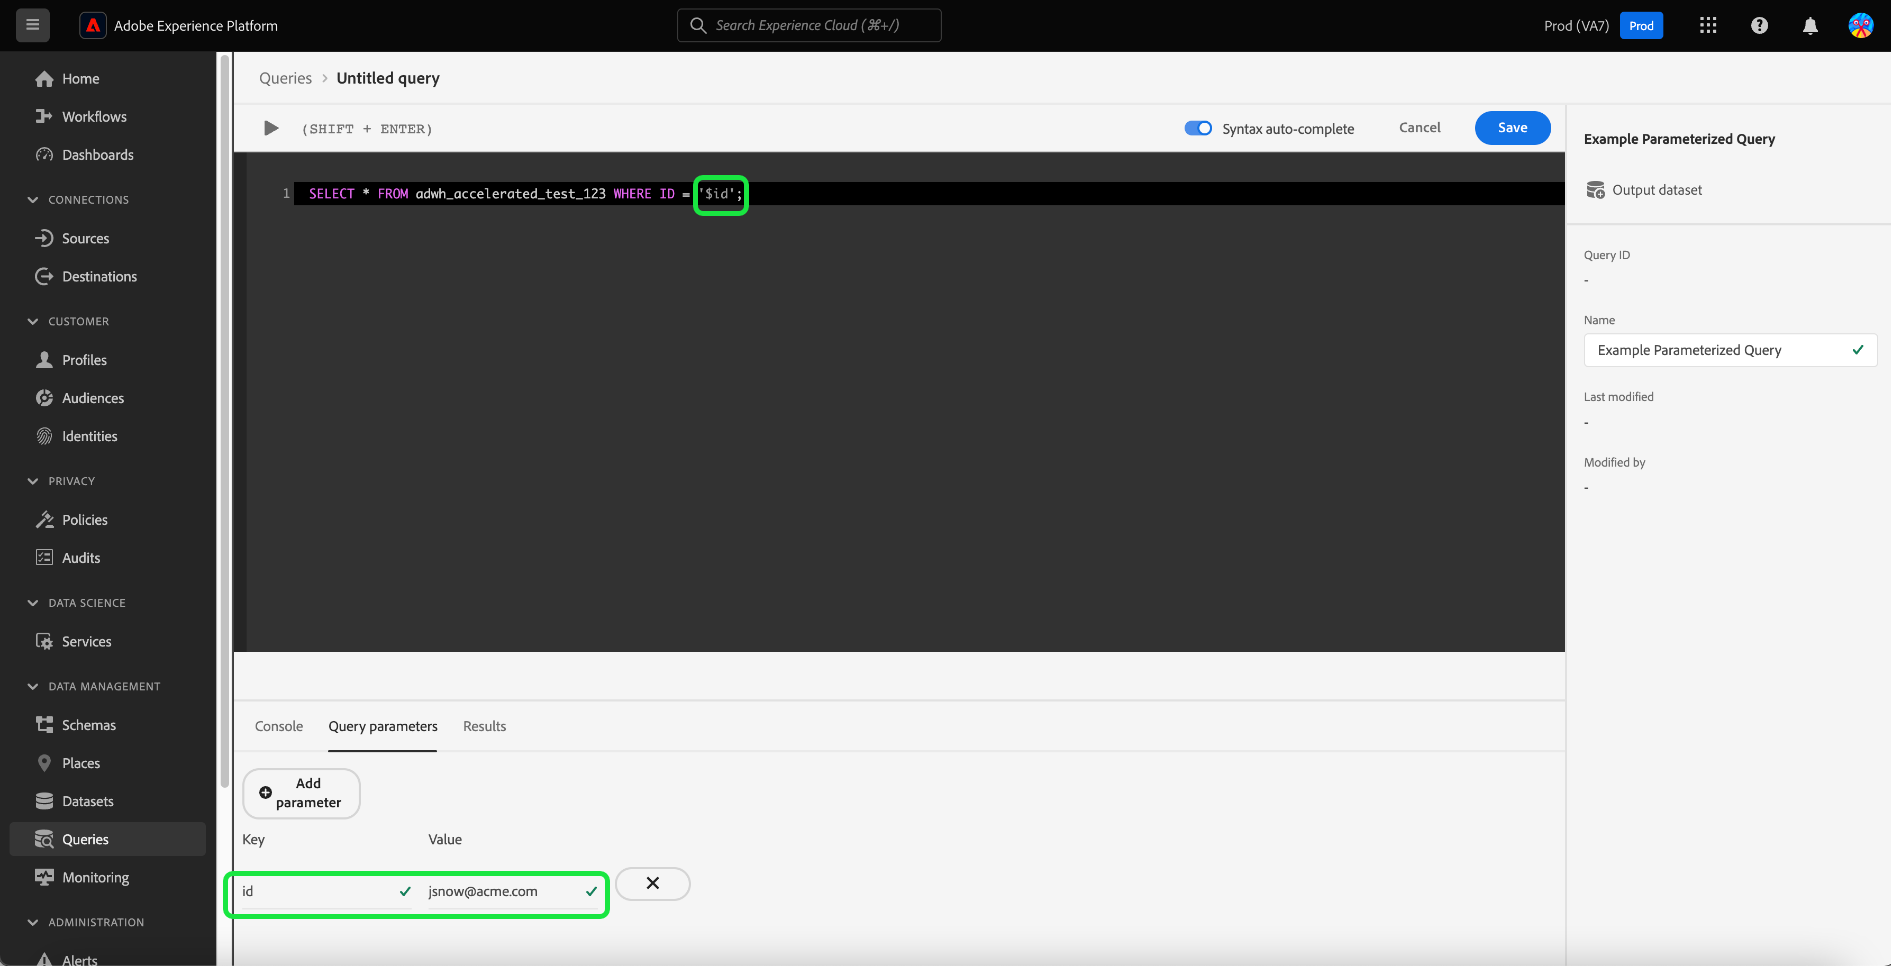 Adobe Experience Platform
Search Experience Cloud (⌘+/)
Prod (VA7)
Prod
Home
Workflows
Dashboards
CONNECTIONS
Sources
Destinations
CUSTOMER
Profiles
Audiences
Identities
PRIVACY
Policies
Audits
DATA SCIENCE
Services
DATA MANAGEMENT
Schemas
Places
Datasets
Queries
Monitoring
ADMINISTRATION
Alerts
Queries > Untitled query
(SHIFT + ENTER)
Syntax auto-complete
Cancel
Save
1 SELECT * FROM adwh_accelerated_test_123 WHERE ID = '$id';
Console
Query parameters
Results
Add
parameter
Key
Value
id
jsnow@acme.com
Example Parameterized Query
Output dataset
Query ID
-
Name
Example Parameterized Query
Last modified
-
Modified by
-